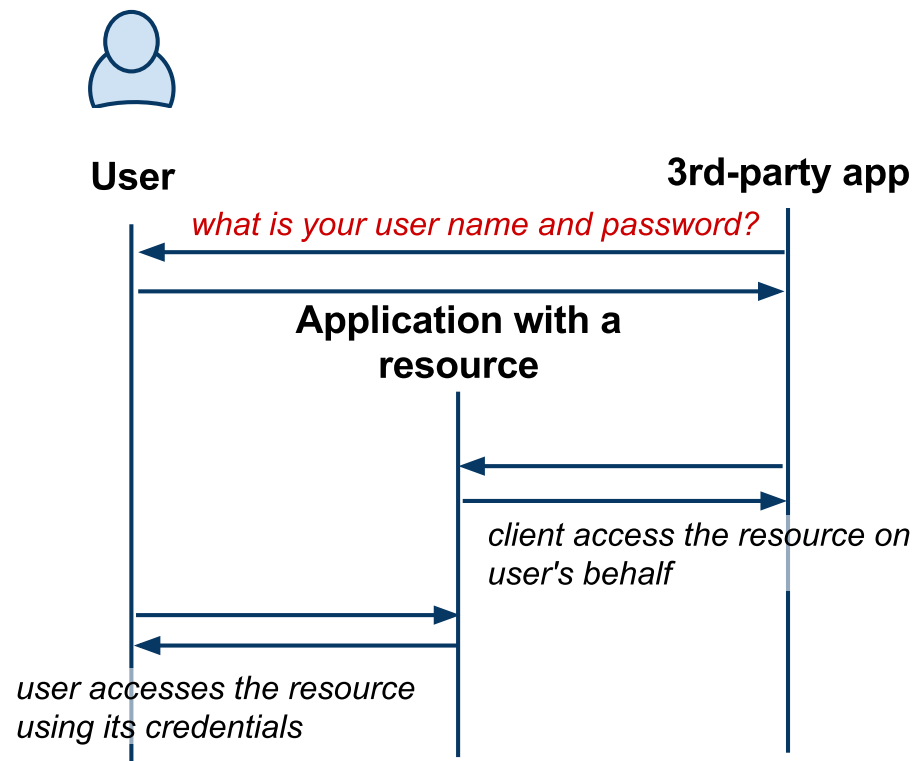 User
3rd-party app
what is your user name and password?
Application with a
resource
client access the resource on
user's behalf
user accesses the resource
using its credentials